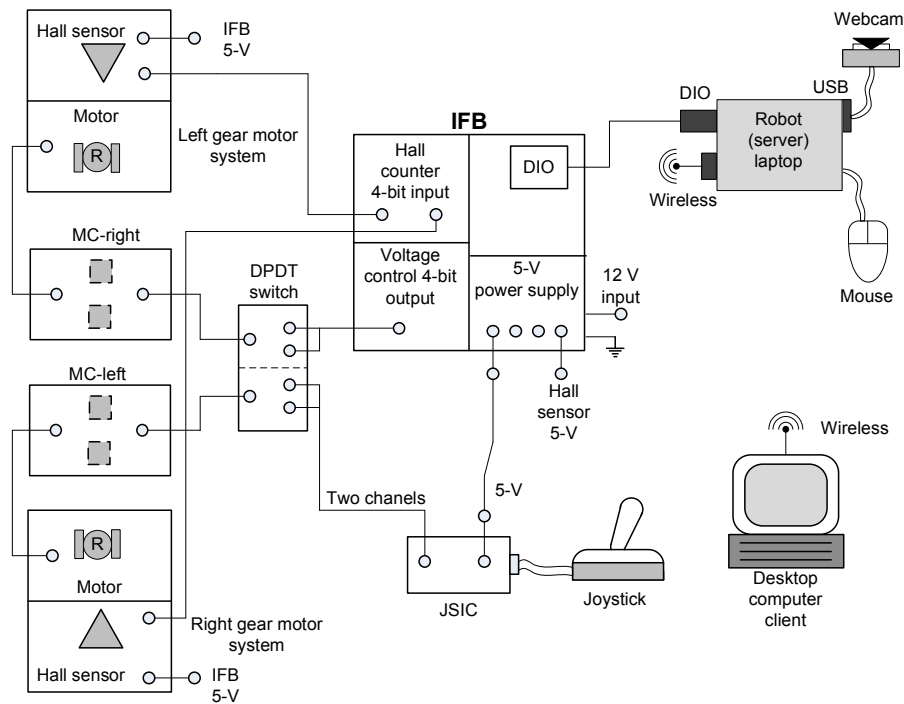 Hall sensor
IFB
5-V
Motor
R
Left gear motor
system
MC-right
MC-left
R
Motor
Hall sensor
Right gear motor
system
IFB
5-V
DPDT
switch
IFB
Hall
counter
4-bit input
DIO
Voltage
control 4-bit
output
5-V
power supply
12 V
input
Hall
sensor
5-V
Two chanels
5-V
JSIC
Joystick
Webcam
DIO
USB
Robot
(server)
laptop
Wireless
Mouse
Wireless
Desktop
computer
client